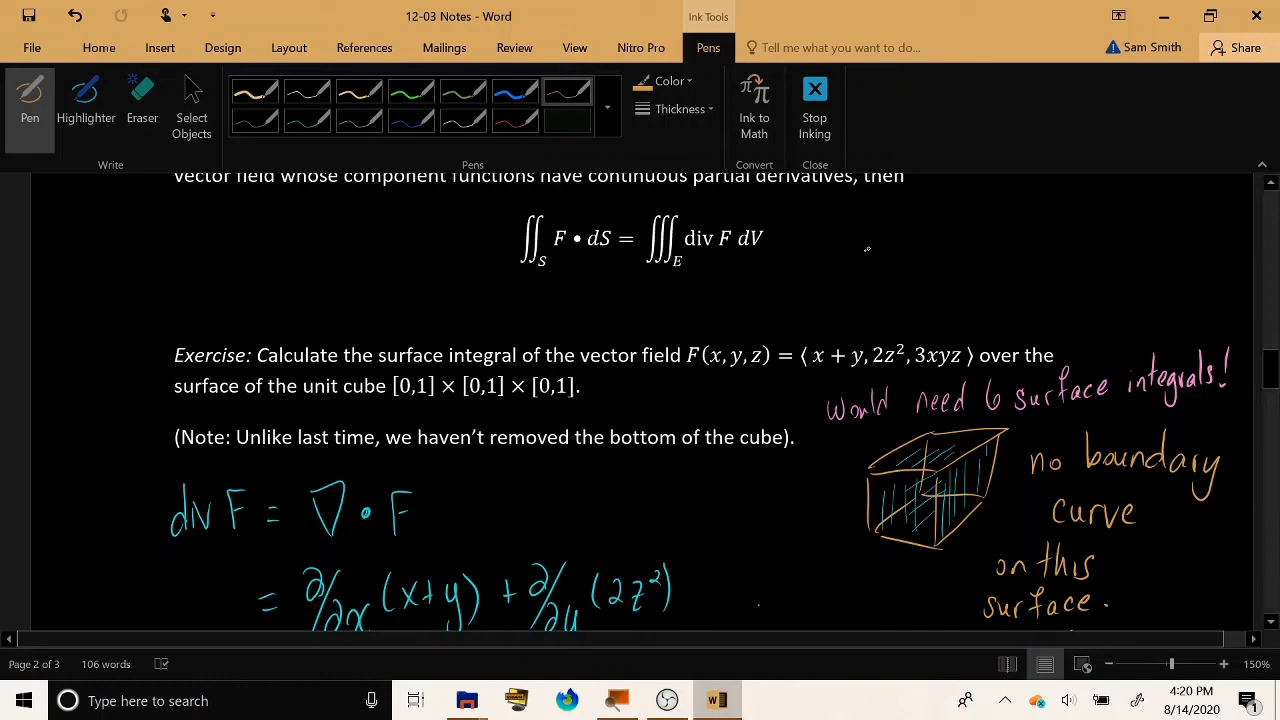 12-03 Notes - Word
Ink Tools
File Home Insert Design Layout References Mailings Review View Nitro Pro Pens Tell me what you want to do... Sam Smith Share
Pen Highlighter Eraser Select Objects
Color
Thickness
Ink to Math
Stop Inking
Write Pens Convert Close
vector field whose component functions have continuous partial derivatives, then
∬_S F • dS = ∭_E div F dV
Exercise: Calculate the surface integral of the vector field F(x, y, z) = ⟨ x + y, 2z², 3xyz ⟩ over the
surface of the unit cube [0,1] × [0,1] × [0,1].
would need 6 surface integrals!
(Note: Unlike last time, we haven't removed the bottom of the cube).
no boundary
curve
on this
surface.
div F = ∇ • F
= ∂/∂x (x+y) + ∂/∂y (2z²)
Page 2 of 3 106 words 150%
Type here to search
4:20 PM
8/14/2020
1